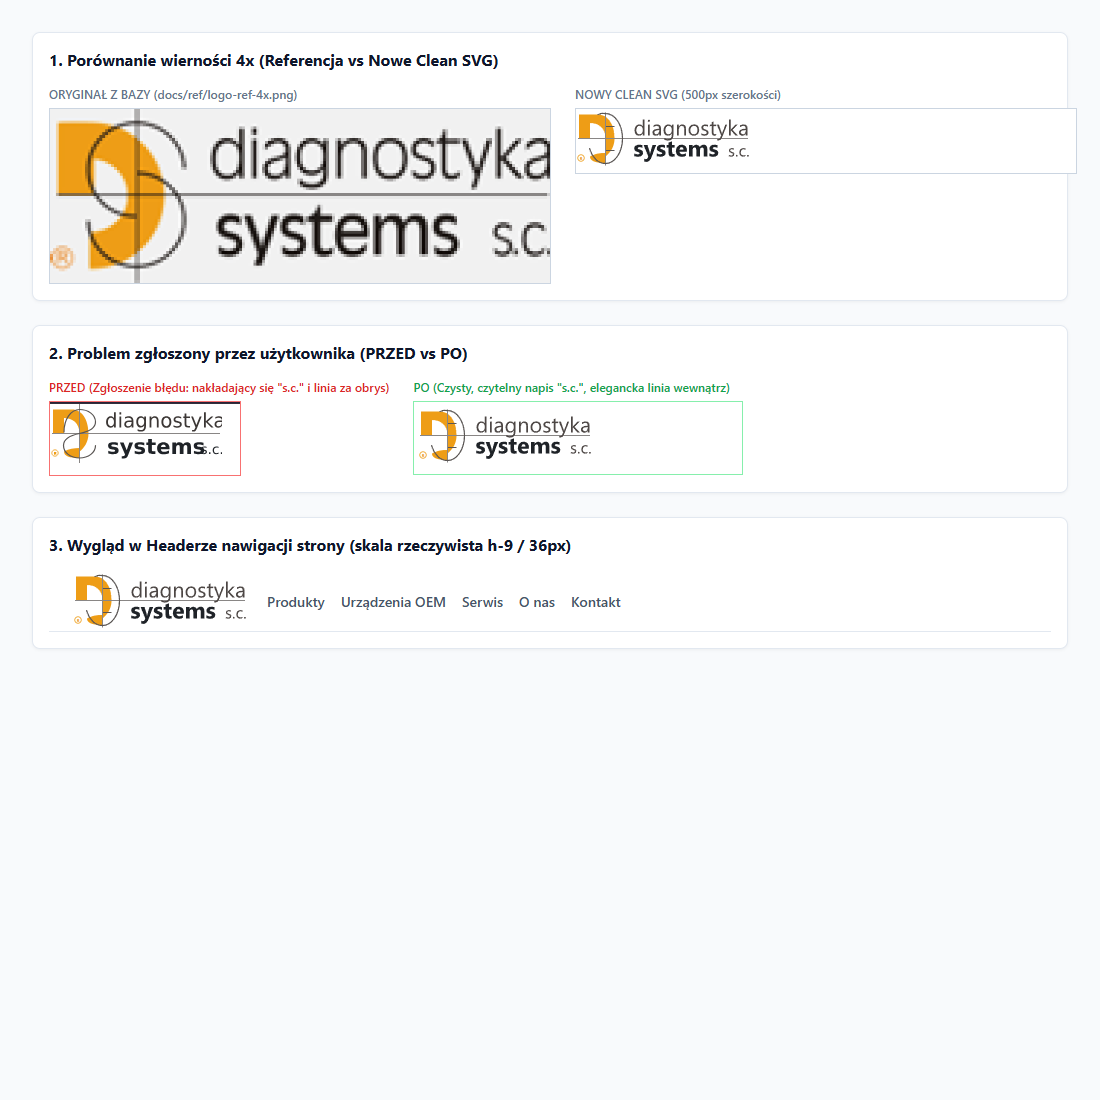 1. Porównanie wierności 4x (Referencja vs Nowe Clean SVG)
ORYGINAŁ Z BAZY (docs/ref/logo-ref-4x.png)
NOWY CLEAN SVG (500px szerokości)
diagnostyka
systems s.c.
®
diagnostyka
systems s.c.
®
2. Problem zgłoszony przez użytkownika (PRZED vs PO)
PRZED (Zgłoszenie błędu: nakładający się "s.c." i linia za obrys)
PO (Czysty, czytelny napis "s.c.", elegancka linia wewnątrz)
diagnostyka
systems s.c.
®
diagnostyka
systems s.c.
®
3. Wygląd w Headerze nawigacji strony (skala rzeczywista h-9 / 36px)
diagnostyka
systems s.c.
®
Produkty Urządzenia OEM Serwis O nas Kontakt